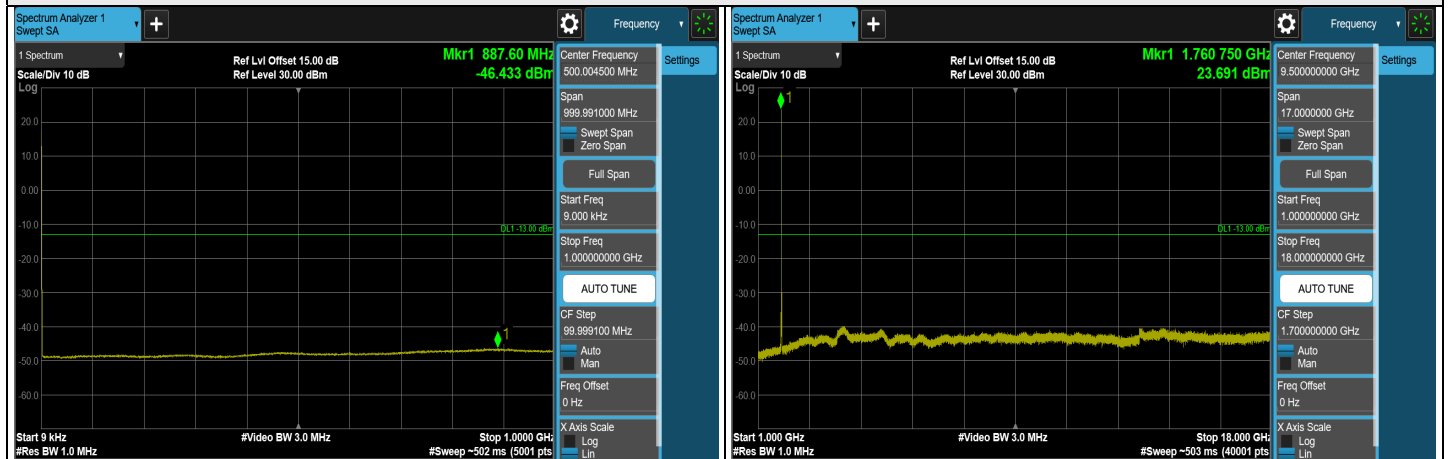 Spectrum Analyzer 1
Swept SA
+
Frequency
1 Spectrum
Scale/Div 10 dB
Log
Ref Lvl Offset 15.00 dB
Ref Level 30.00 dBm
Mkr1 887.60 MHz
-46.433 dBm
20.0
10.0
0.00
-10.0
-20.0
-30.0
-40.0
-50.0
-60.0
DL1 -13.00 dBm
1
Start 9 kHz
#Res BW 1.0 MHz
#Video BW 3.0 MHz
Stop 1.0000 GHz
#Sweep ~502 ms (5001 pts
Center Frequency
500.004500 MHz
Settings
Span
999.991000 MHz
Swept Span
Zero Span
Full Span
Start Freq
9.000 kHz
Stop Freq
1.000000000 GHz
AUTO TUNE
CF Step
99.999100 MHz
Auto
Man
Freq Offset
0 Hz
X Axis Scale
Log
Lin
Spectrum Analyzer 1
Swept SA
+
Frequency
1 Spectrum
Scale/Div 10 dB
Log
Ref Lvl Offset 15.00 dB
Ref Level 30.00 dBm
Mkr1 1.760 750 GHz
23.691 dBm
1
20.0
10.0
0.00
-10.0
-20.0
-30.0
-40.0
-50.0
-60.0
DL1 -13.00 dBm
Start 1.000 GHz
#Res BW 1.0 MHz
#Video BW 3.0 MHz
Stop 18.000 GHz
#Sweep ~503 ms (40001 pts
Center Frequency
9.500000000 GHz
Settings
Span
17.0000000 GHz
Swept Span
Zero Span
Full Span
Start Freq
1.000000000 GHz
Stop Freq
18.000000000 GHz
AUTO TUNE
CF Step
1.700000000 GHz
Auto
Man
Freq Offset
0 Hz
X Axis Scale
Log
Lin